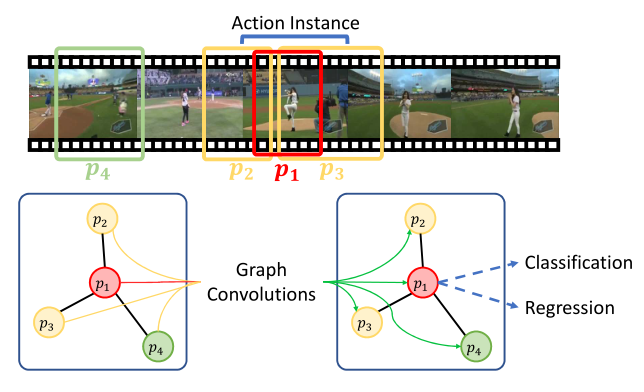 Action Instance
p₄
p₂
p₁
p₃
p₂
p₁
p₃
p₄
Graph
Convolutions
p₂
p₁
p₃
p₄
Classification
Regression